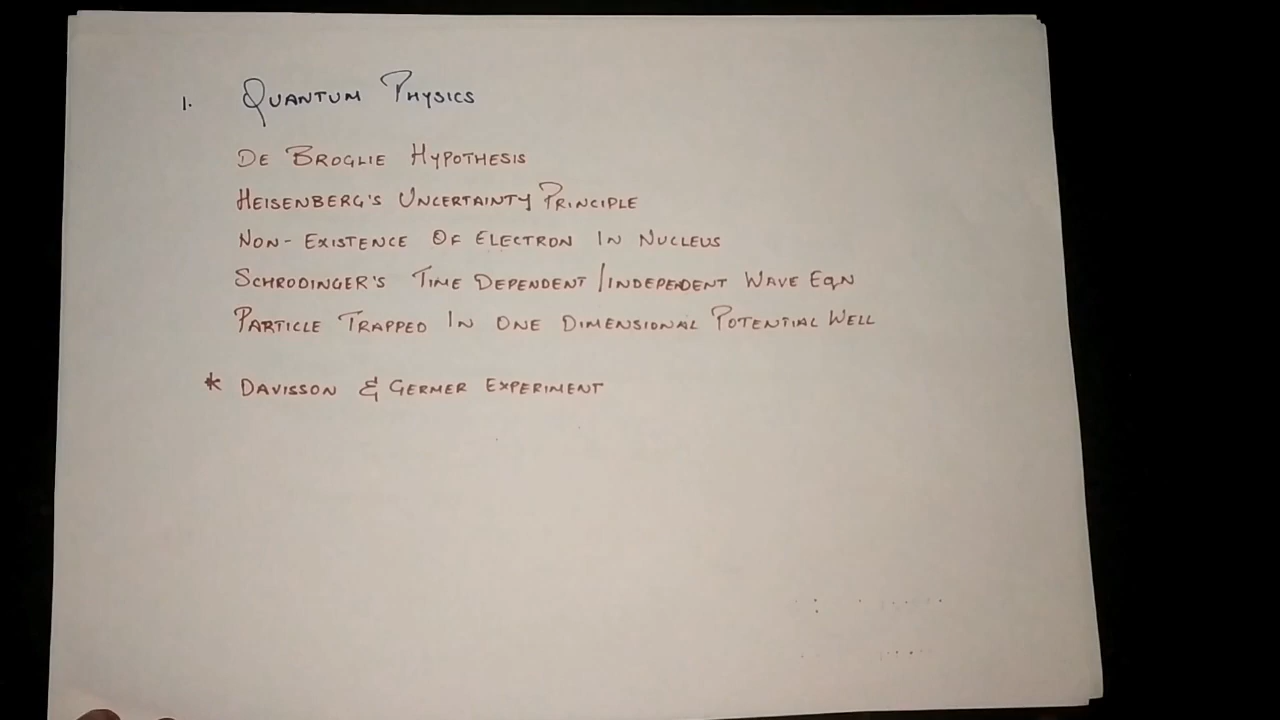 1. QUANTUM PHYSICS
DE BROGLIE HYPOTHESIS
HEISENBERG'S UNCERTAINTY PRINCIPLE
NON-EXISTENCE OF ELECTRON IN NUCLEUS
SCHRODINGER'S TIME DEPENDENT/INDEPENDENT WAVE EQN
PARTICLE TRAPPED IN ONE DIMENSIONAL POTENTIAL WELL
* DAVISSON & GERMER EXPERIMENT